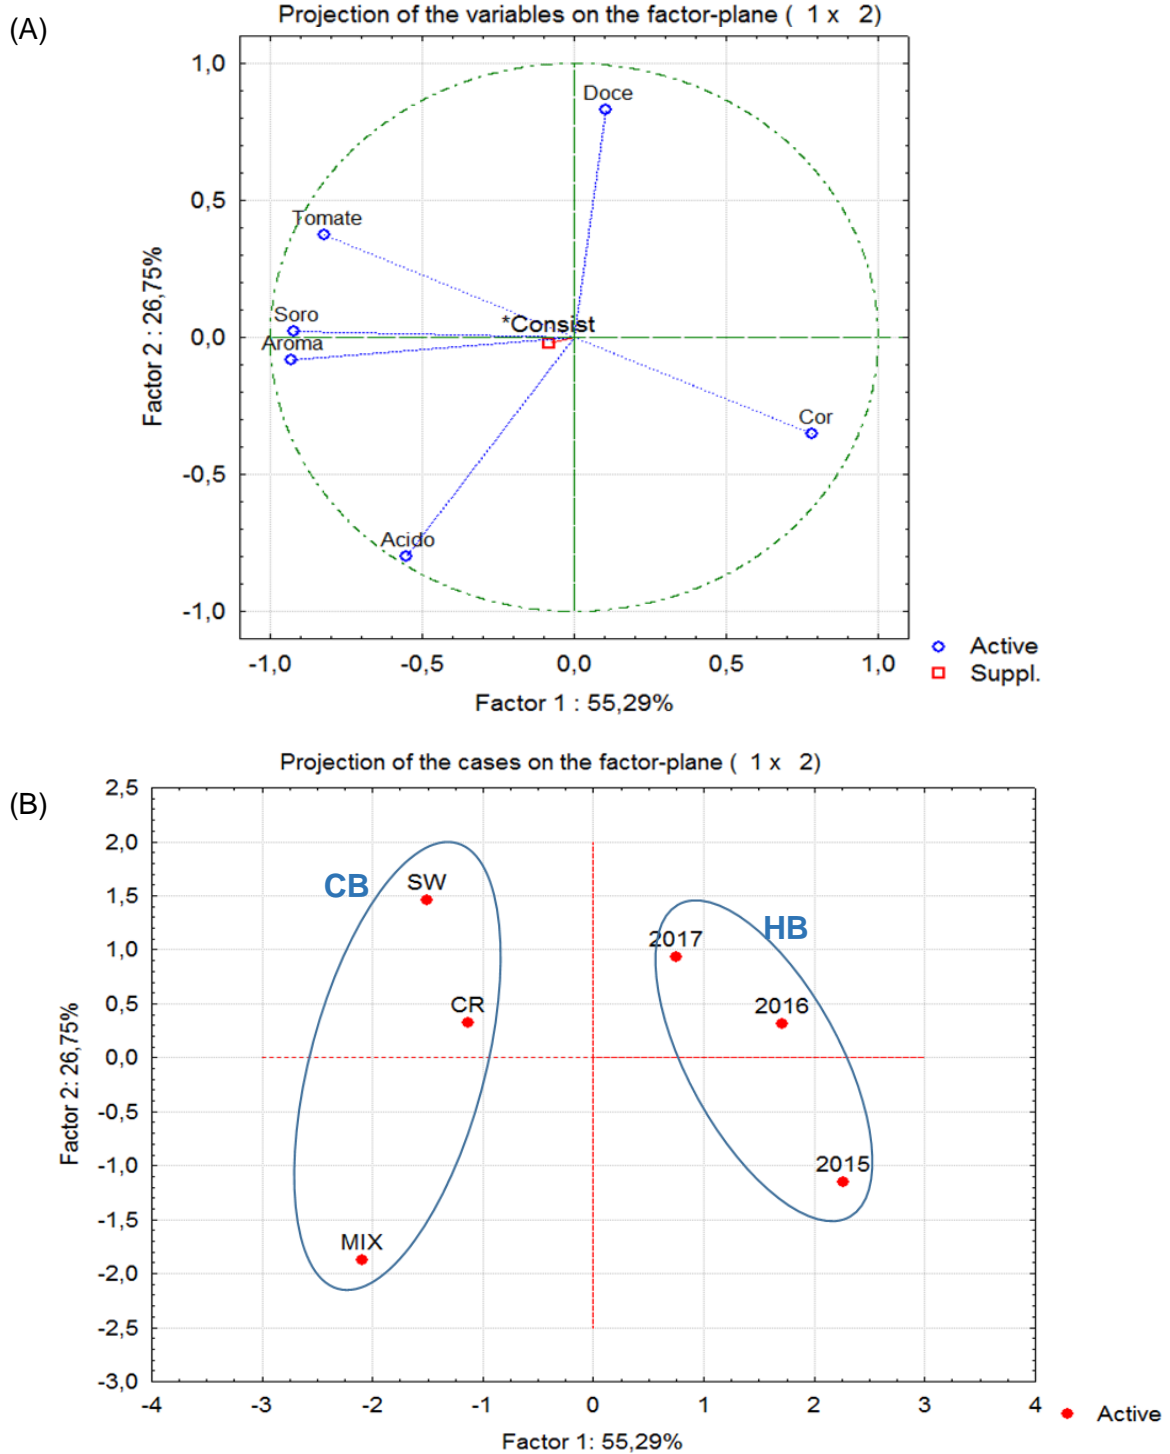 (A)
Projection of the variables on the factor-plane (  1 x   2)
1,0
0,5
0,0
-0,5
-1,0
Factor 2 : 26,75%
Doce
Tomate
Soro
*Consist
Aroma
Cor
Acido
-1,0 -0,5 0,0 0,5 1,0
Factor 1 : 55,29%
Active
Suppl.
(B)
Projection of the cases on the factor-plane (  1 x   2)
2,5
2,0
1,5
1,0
0,5
0,0
-0,5
-1,0
-1,5
-2,0
-2,5
-3,0
Factor 2: 26,75%
CB
SW
HB
2017
CR
2016
2015
MIX
-4 -3 -2 -1 0 1 2 3 4
Factor 1: 55,29%
Active